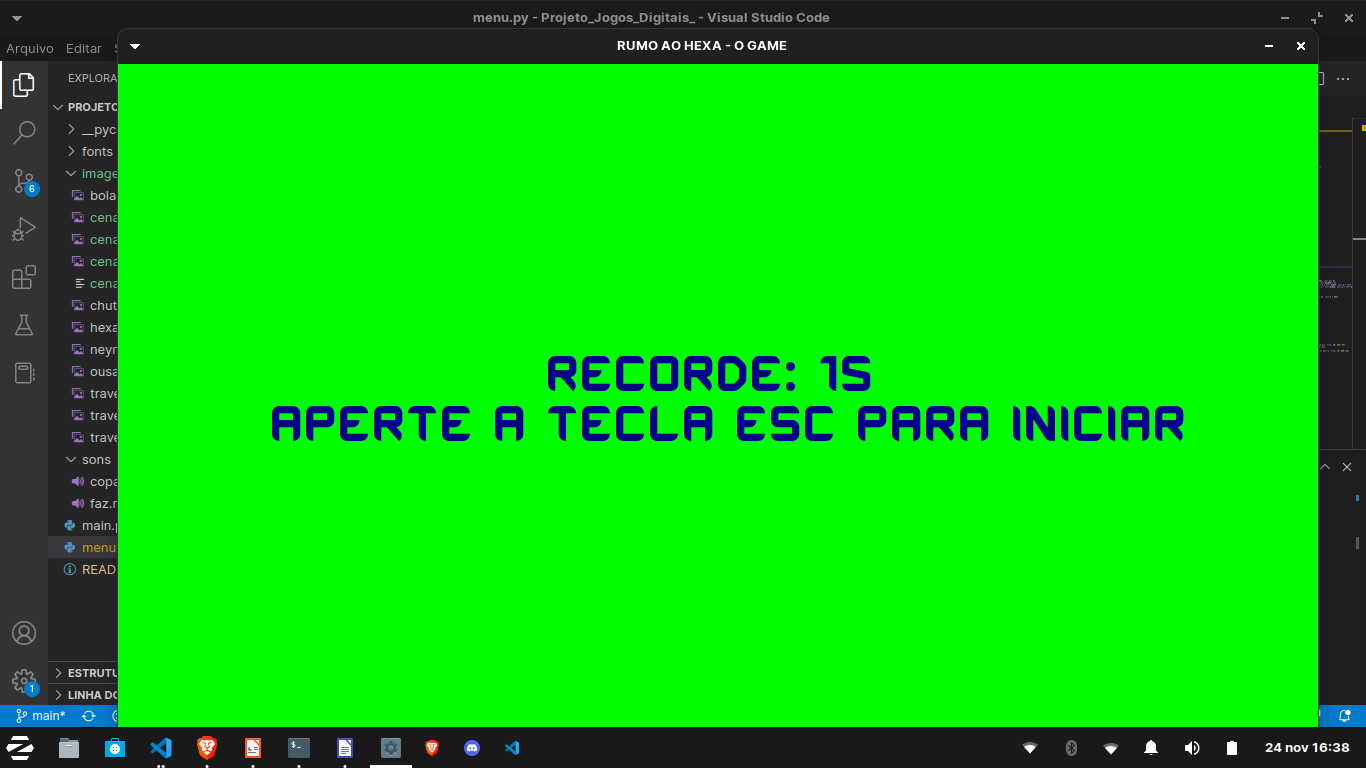 menu.py - Projeto_Jogos_Digitais_ - Visual Studio Code
Arquivo Editar
RUMO AO HEXA - O GAME
EXPLORA
PROJETO
__pyc
fonts
image
bola
cena
cena
cena
cena
chut
hexa
neyr
ousa
trave
trave
trave
sons
copa
faz.r
main.p
menu
READ
RECORDE: 15
APERTE A TECLA ESC PARA INICIAR
6
1
ESTRUTU
LINHA DO
main*
24 nov 16:38